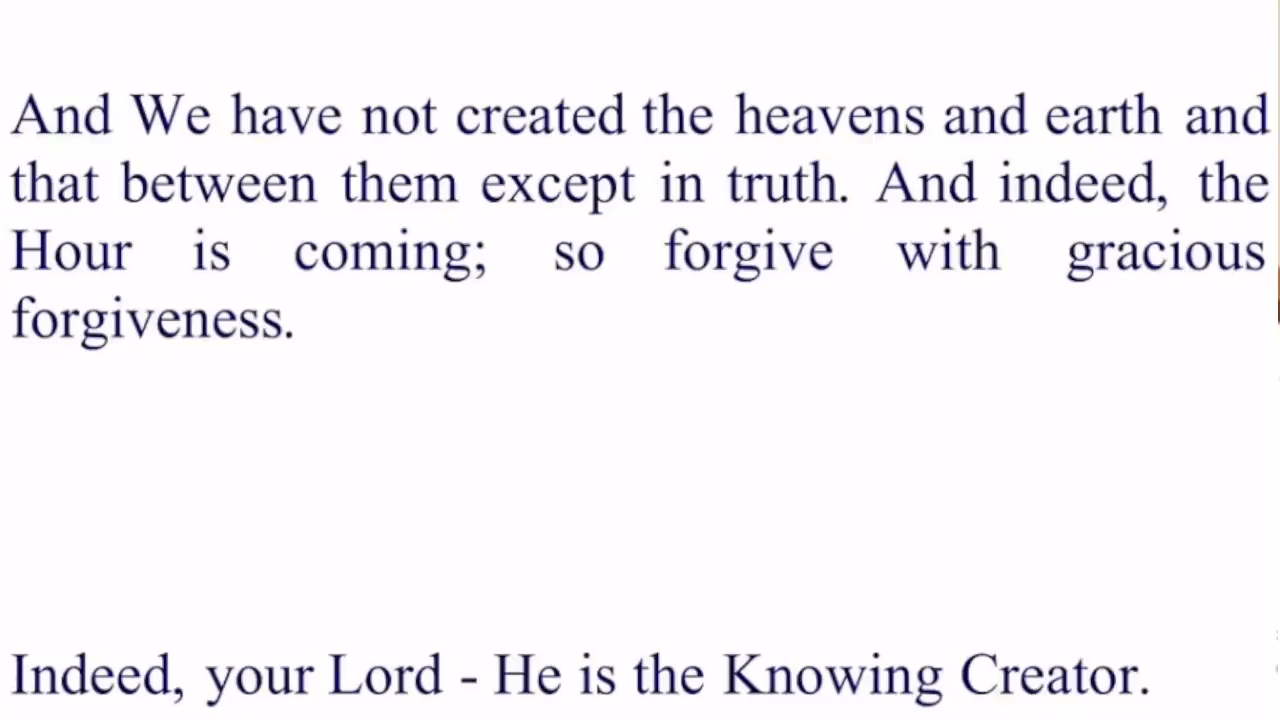 And We have not created the heavens and earth and
that between them except in truth. And indeed, the
Hour is coming; so forgive with gracious
forgiveness.
Indeed, your Lord - He is the Knowing Creator.